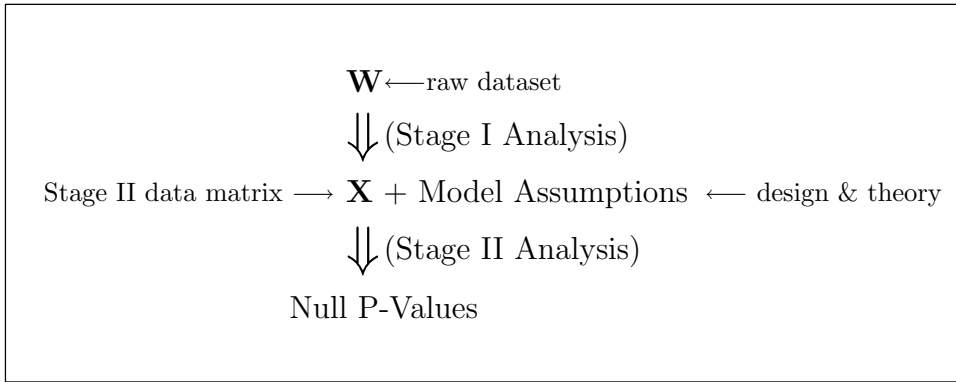 W ← raw dataset
⇓ (Stage I Analysis)
Stage II data matrix → X + Model Assumptions ← design & theory
⇓ (Stage II Analysis)
Null P-Values